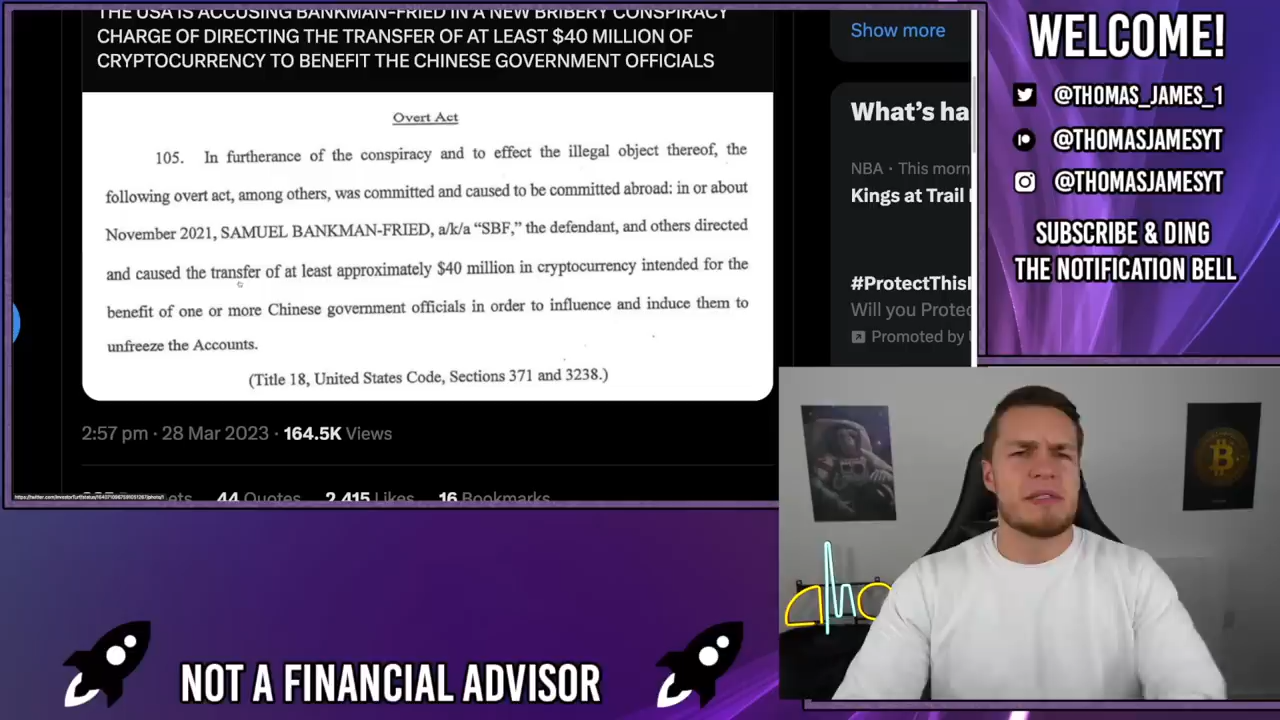 THE USA IS ACCUSING BANKMAN-FRIED IN A NEW BRIBERY CONSPIRACY
CHARGE OF DIRECTING THE TRANSFER OF AT LEAST $40 MILLION OF
CRYPTOCURRENCY TO BENEFIT THE CHINESE GOVERNMENT OFFICIALS
Overt Act
105. In furtherance of the conspiracy and to effect the illegal object thereof, the
following overt act, among others, was committed and caused to be committed abroad: in or about
November 2021, SAMUEL BANKMAN-FRIED, a/k/a "SBF," the defendant, and others directed
and caused the transfer of at least approximately $40 million in cryptocurrency intended for the
benefit of one or more Chinese government officials in order to influence and induce them to
unfreeze the Accounts.
(Title 18, United States Code, Sections 371 and 3238.)
2:57 pm · 28 Mar 2023 · 164.5K Views
44 Quotes 2,415 Likes 16 Bookmarks
Show more
What's ha
NBA · This morn
Kings at Trail
#ProtectThis
Will you Protec
Promoted by
WELCOME!
@THOMAS_JAMES_1
@THOMASJAMESYT
@THOMASJAMESYT
SUBSCRIBE & DING
THE NOTIFICATION BELL
NOT A FINANCIAL ADVISOR